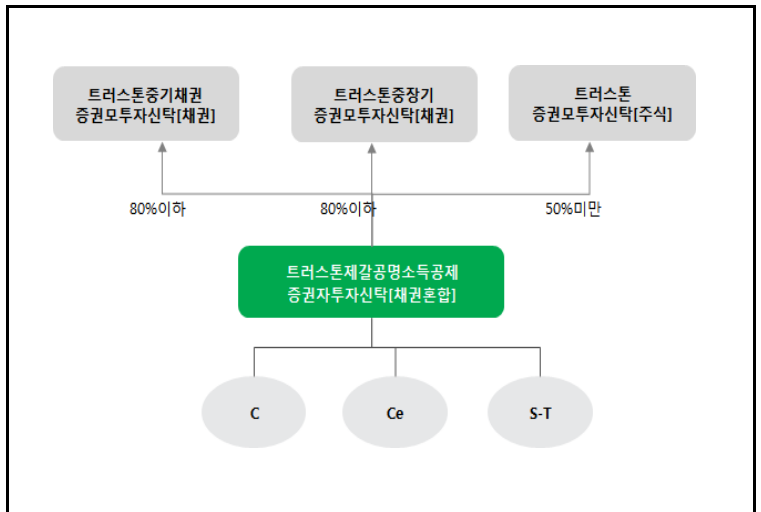 트러스톤중기채권
증권모투자신탁[채권]
트러스톤중장기
증권모투자신탁[채권]
트러스톤
증권모투자신탁[주식]
80%이하
80%이하
50%미만
트러스톤제갈공명소득공제
증권자투자신탁[채권혼합]
C
Ce
S-T